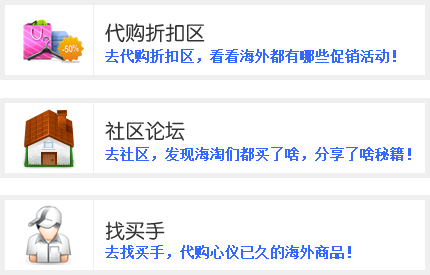 -50%
代购折扣区
去代购折扣区，看看海外都有哪些促销活动！
社区论坛
去社区，发现海淘们都买了啥，分享了啥秘籍！
找买手
去找买手，代购心仪已久的海外商品！